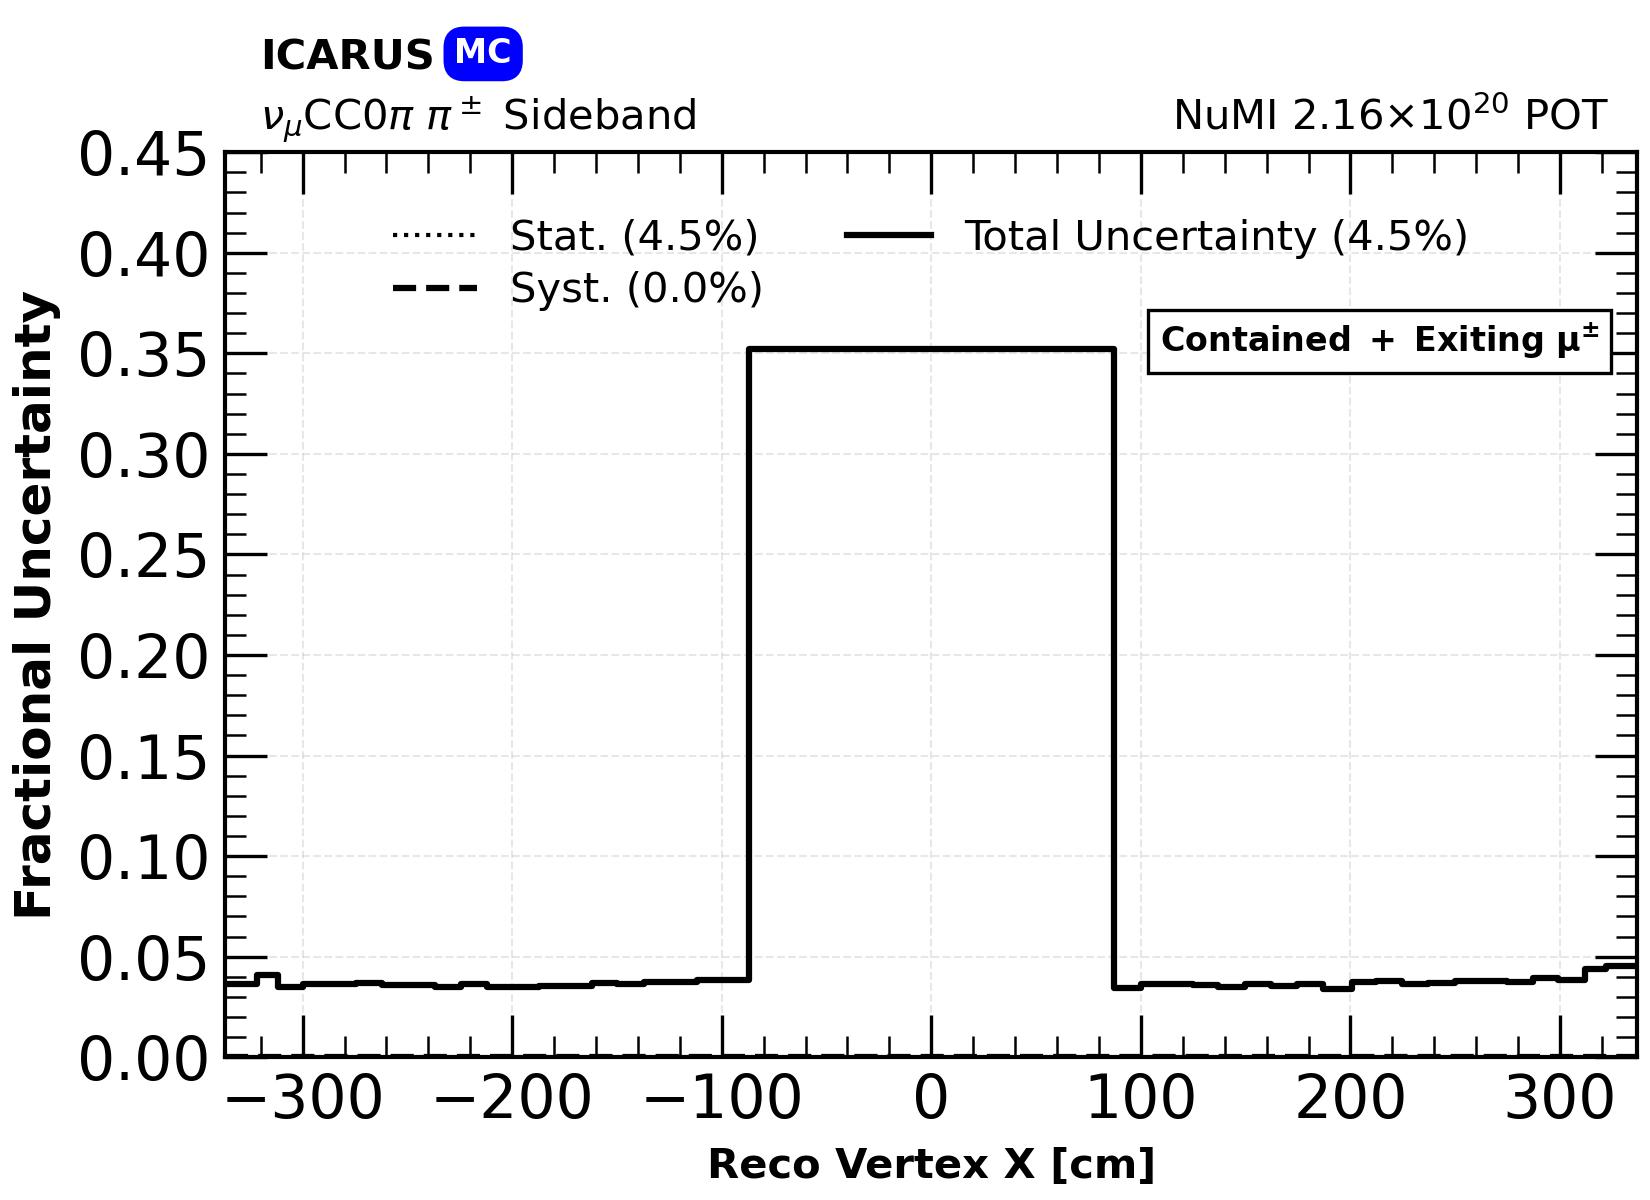 ICARUS MC
νμCC0π π± Sideband
NuMI 2.16×10²⁰ POT
Stat. (4.5%)
Syst. (0.0%)
Total Uncertainty (4.5%)
Contained + Exiting μ±
Fractional Uncertainty
0.45
0.40
0.35
0.30
0.25
0.20
0.15
0.10
0.05
0.00
−300 −200 −100 0 100 200 300
Reco Vertex X [cm]